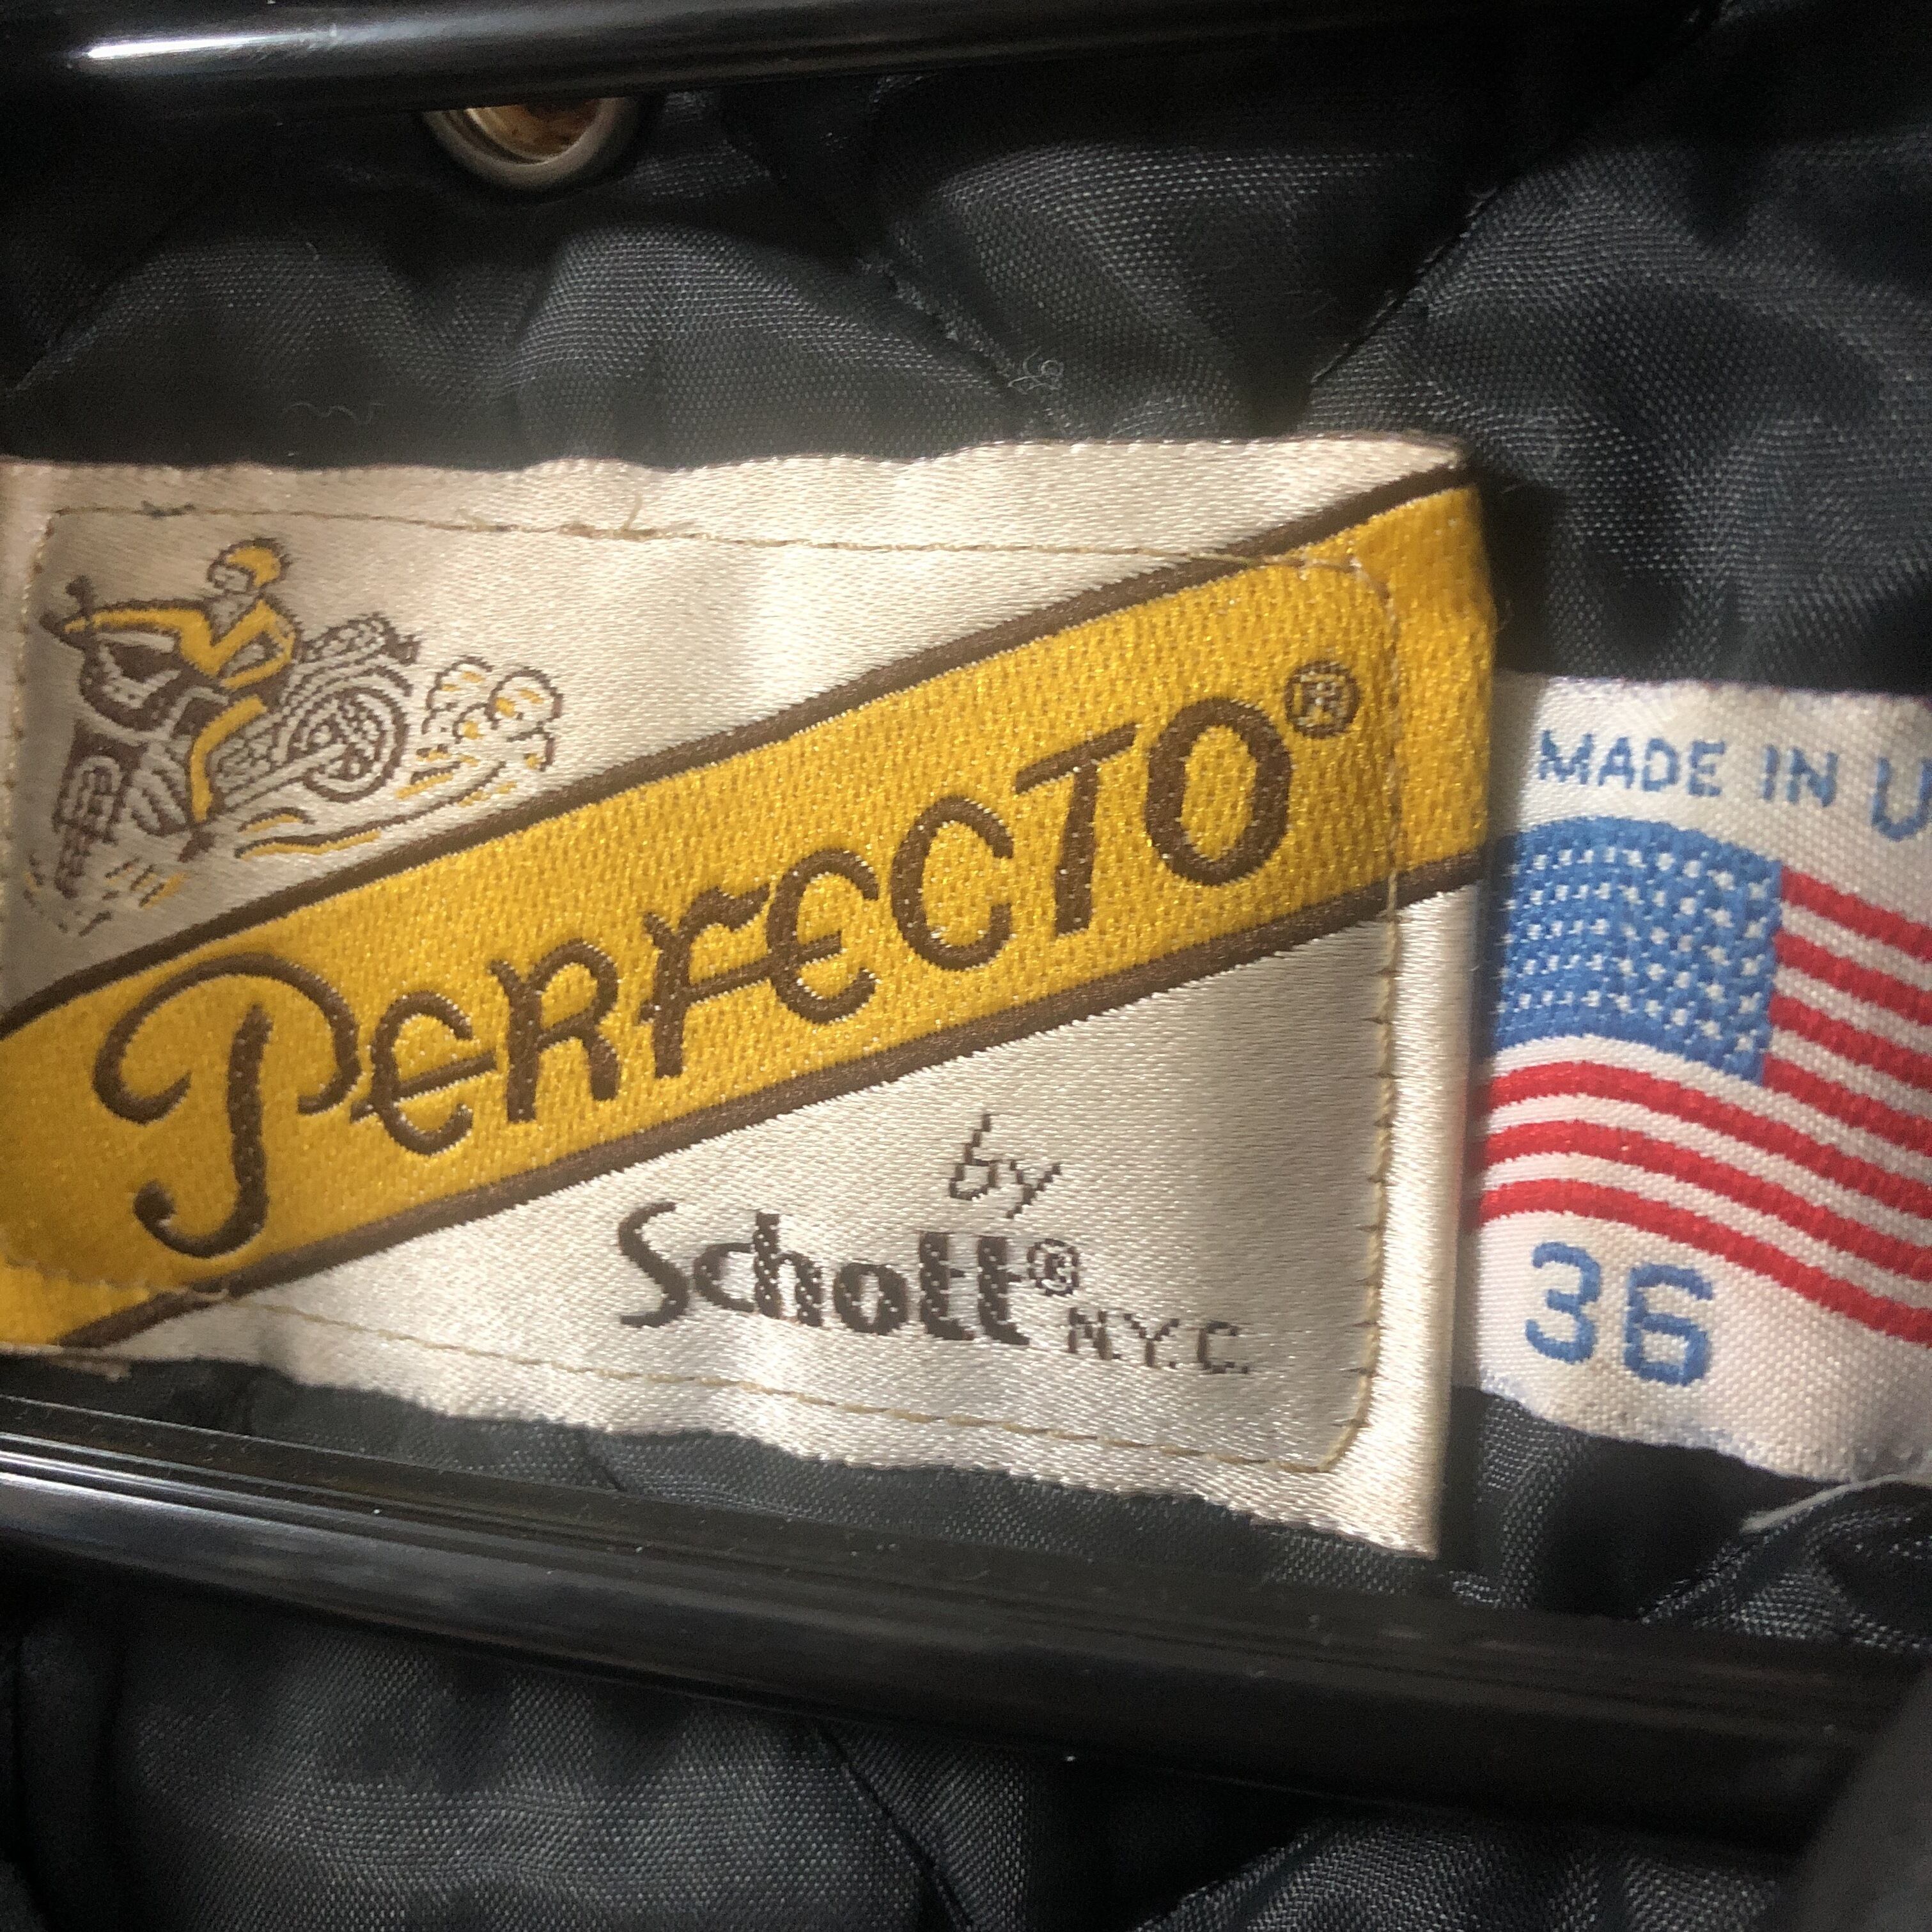 PERFECTO®
by
Schott® N.Y.C.
MADE IN U
36